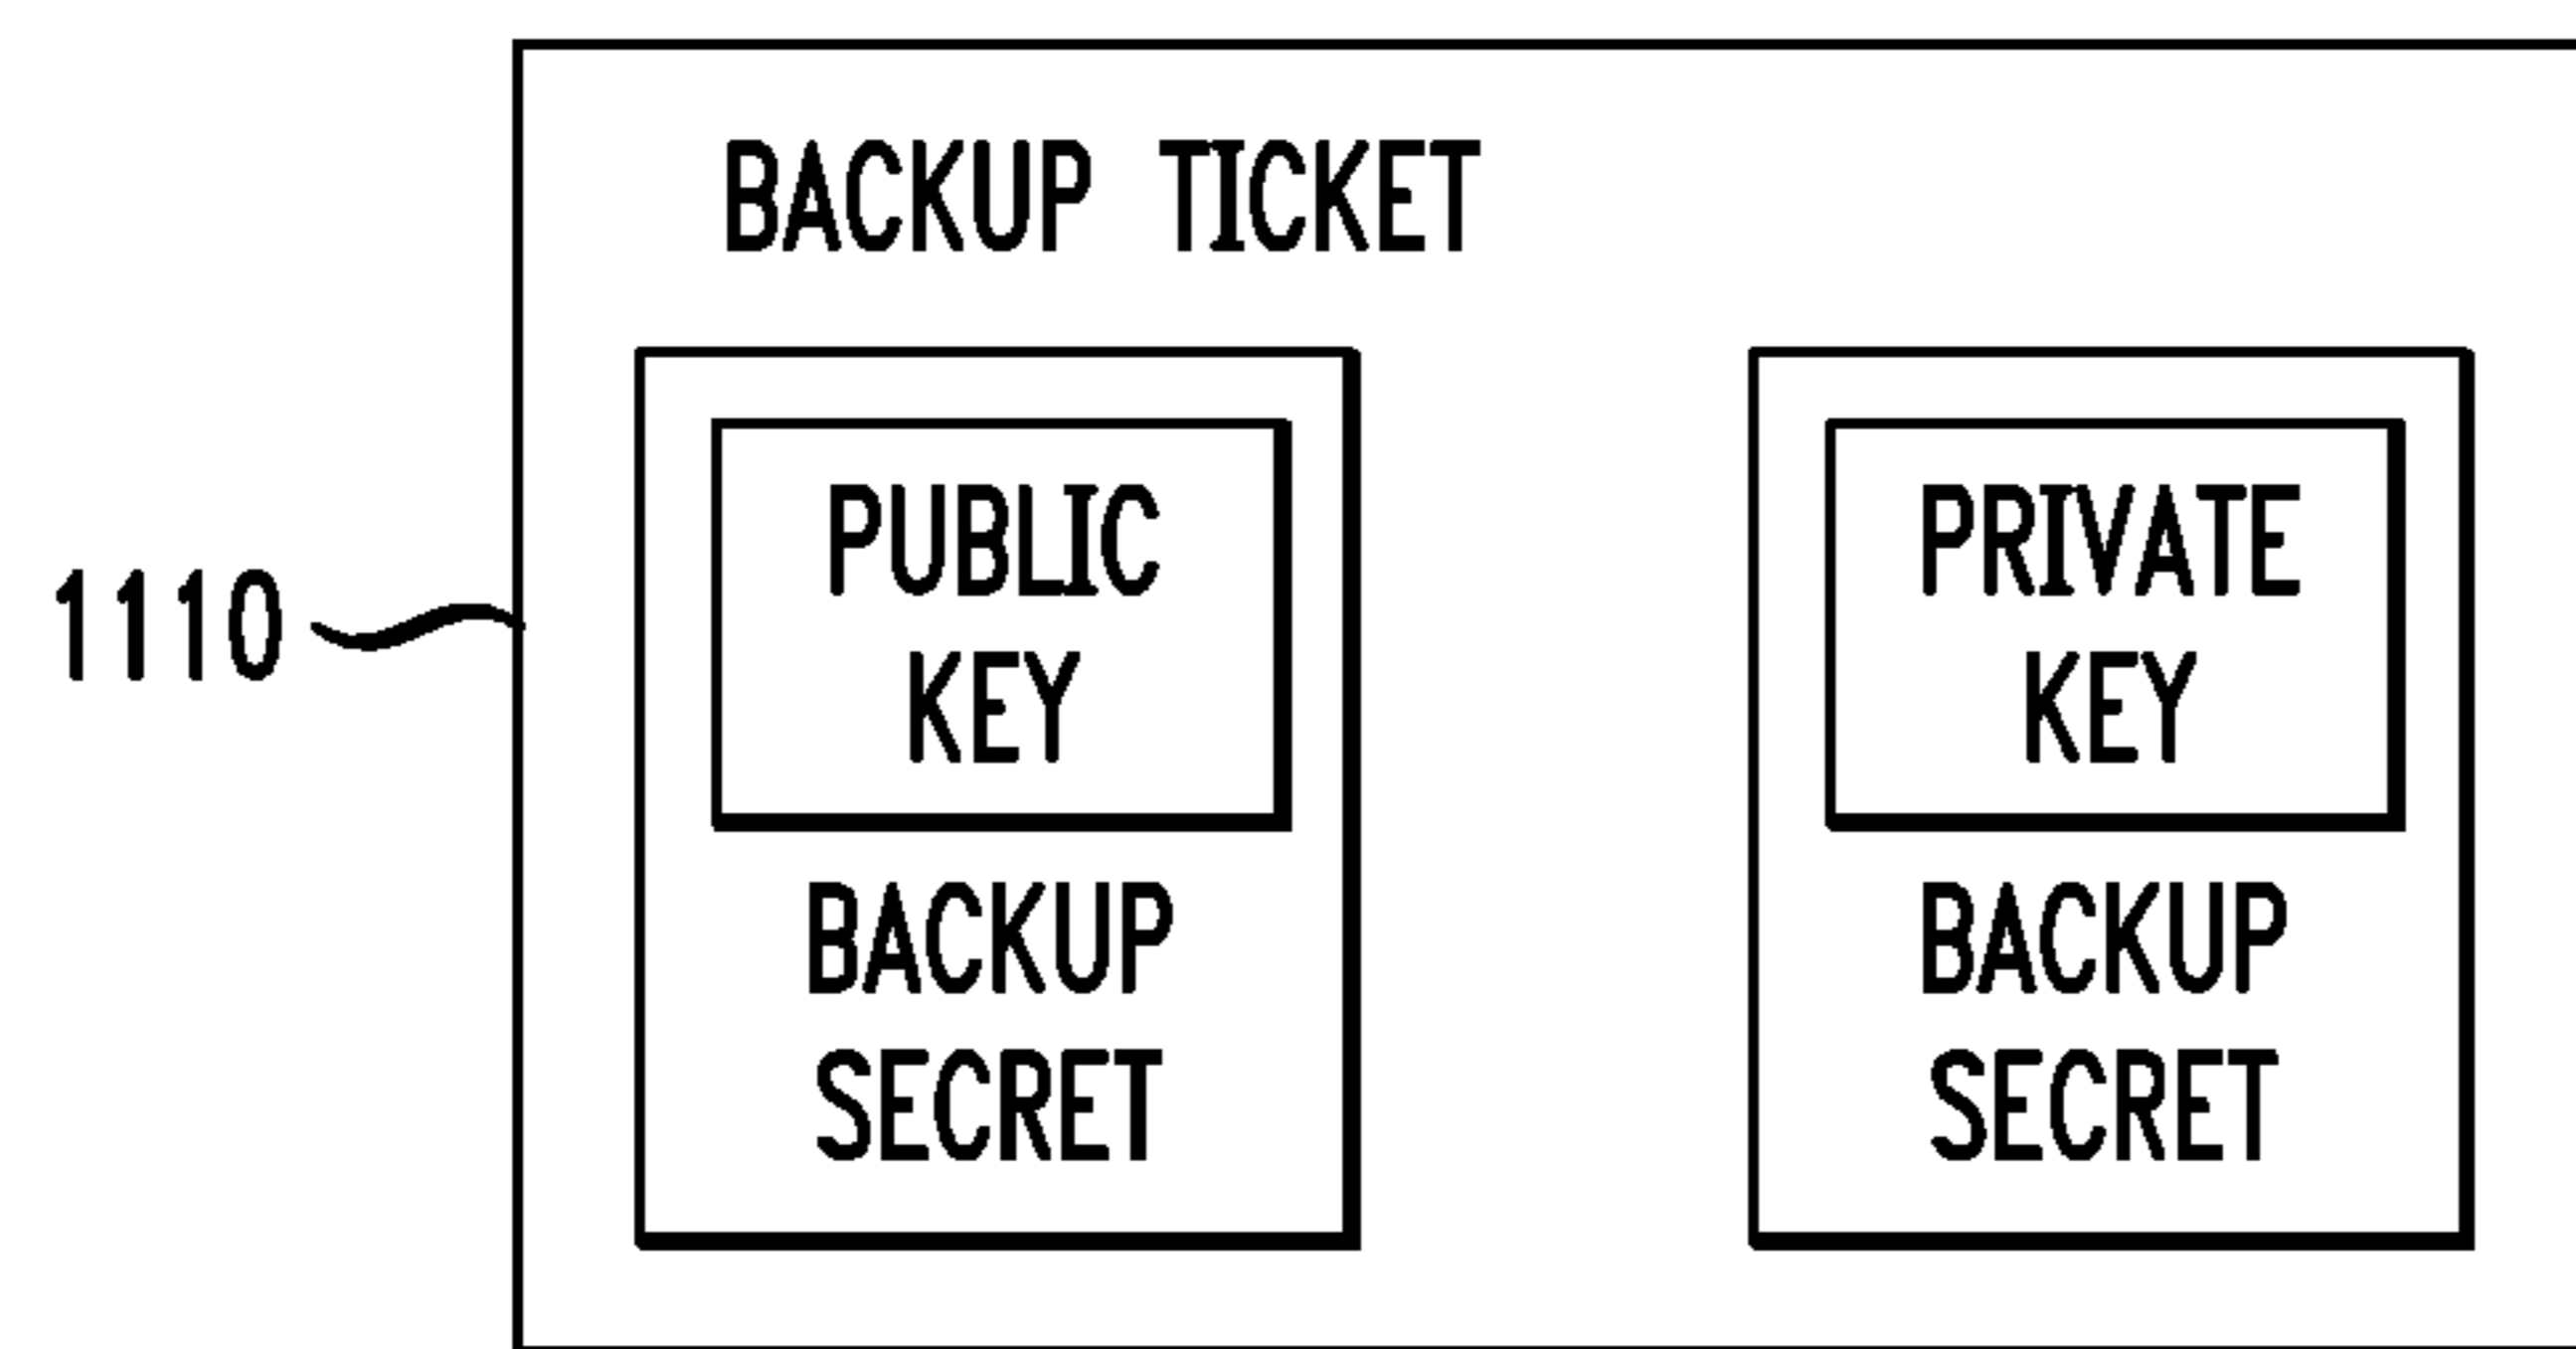 BACKUP TICKET
1110
PUBLIC
KEY
BACKUP
SECRET
PRIVATE
KEY
BACKUP
SECRET